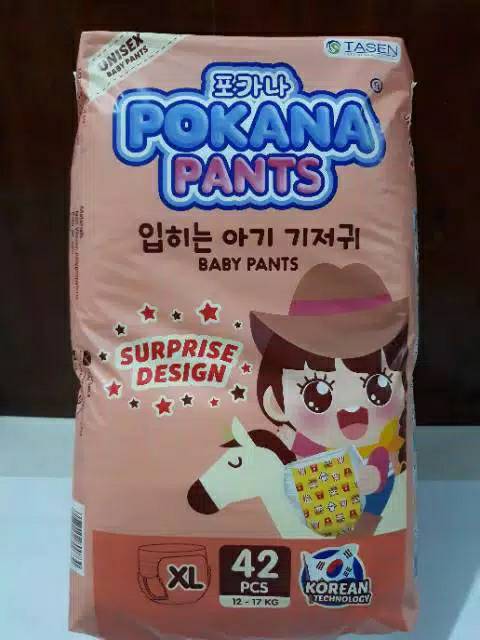 UNISEX
BABY PANTS
TASEN
포카나
POKANA
PANTS
입히는 아기 기저귀
BABY PANTS
SURPRISE
DESIGN
XL
42
PCS
12 - 17 KG
KOREAN
TECHNOLOGY